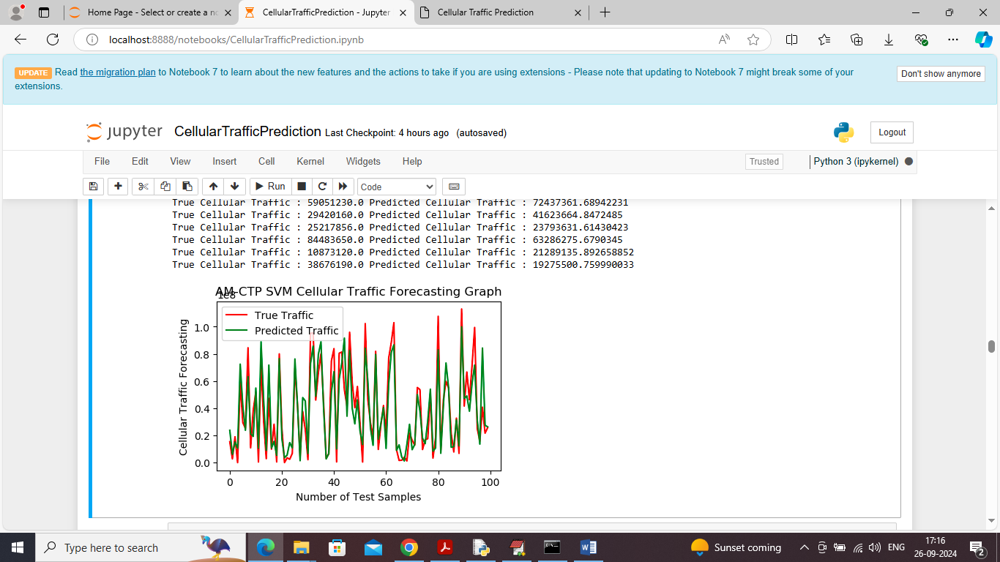 Home Page - Select or create a n
CellularTrafficPrediction - Jupyter
Cellular Traffic Prediction
localhost:8888/notebooks/CellularTrafficPrediction.ipynb
UPDATE Read the migration plan to Notebook 7 to learn about the new features and the actions to take if you are using extensions - Please note that updating to Notebook 7 might break some of your
extensions.
Don't show anymore
jupyter CellularTrafficPrediction Last Checkpoint: 4 hours ago (autosaved)
Logout
File Edit View Insert Cell Kernel Widgets Help
Trusted
Python 3 (ipykernel)
Run
Code
True Cellular Traffic : 59051230.0 Predicted Cellular Traffic : 72437361.68942231
True Cellular Traffic : 29420160.0 Predicted Cellular Traffic : 41623664.8472485
True Cellular Traffic : 25217856.0 Predicted Cellular Traffic : 23793631.61430423
True Cellular Traffic : 84483650.0 Predicted Cellular Traffic : 63286275.6790345
True Cellular Traffic : 10873120.0 Predicted Cellular Traffic : 21289135.892658852
True Cellular Traffic : 38676190.0 Predicted Cellular Traffic : 19275500.759990033
AM-CTP SVM Cellular Traffic Forecasting Graph
1e8
True Traffic
Predicted Traffic
Cellular Traffic Forecasting
1.0
0.8
0.6
0.4
0.2
0.0
0 20 40 60 80 100
Number of Test Samples
Type here to search
Sunset coming
ENG
17:16
26-09-2024
2